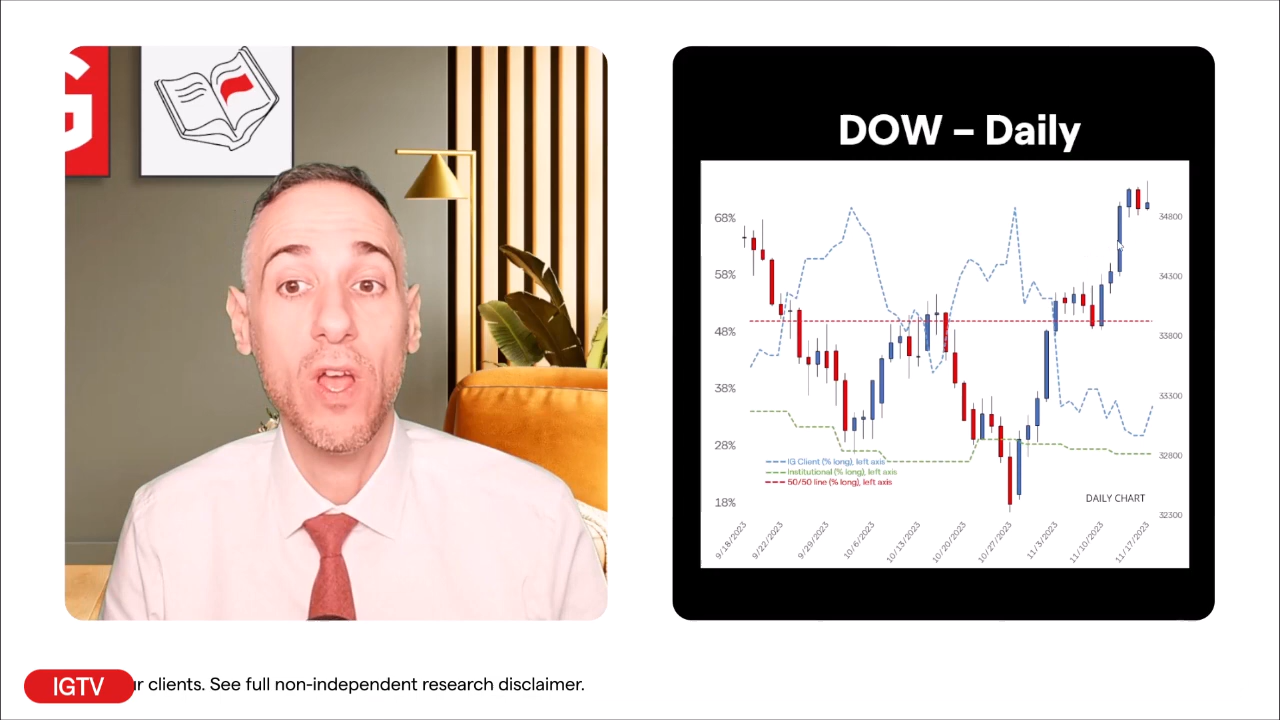 G
DOW – Daily
68%
58%
48%
38%
28%
18%
34800
34300
33800
33300
32800
32300
IG Client (% long), left axis
Institutional (% long), left axis
50/50 line (% long), left axis
DAILY CHART
9/18/2023
9/22/2023
9/29/2023
10/6/2023
10/13/2023
10/20/2023
10/27/2023
11/3/2023
11/10/2023
11/17/2023
IGTV
r clients. See full non-independent research disclaimer.